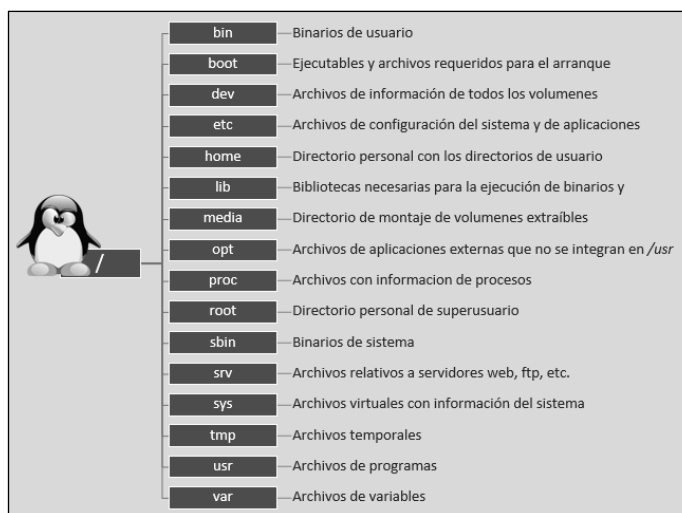 bin Binarios de usuario
boot Ejecutables y archivos requeridos para el arranque
dev Archivos de información de todos los volumenes
etc Archivos de configuración del sistema y de aplicaciones
home Directorio personal con los directorios de usuario
lib Bibliotecas necesarias para la ejecución de binarios y
media Directorio de montaje de volumenes extraíbles
/ opt Archivos de aplicaciones externas que no se integran en /usr
proc Archivos con informacion de procesos
root Directorio personal de superusuario
sbin Binarios de sistema
srv Archivos relativos a servidores web, ftp, etc.
sys Archivos virtuales con información del sistema
tmp Archivos temporales
usr Archivos de programas
var Archivos de variables